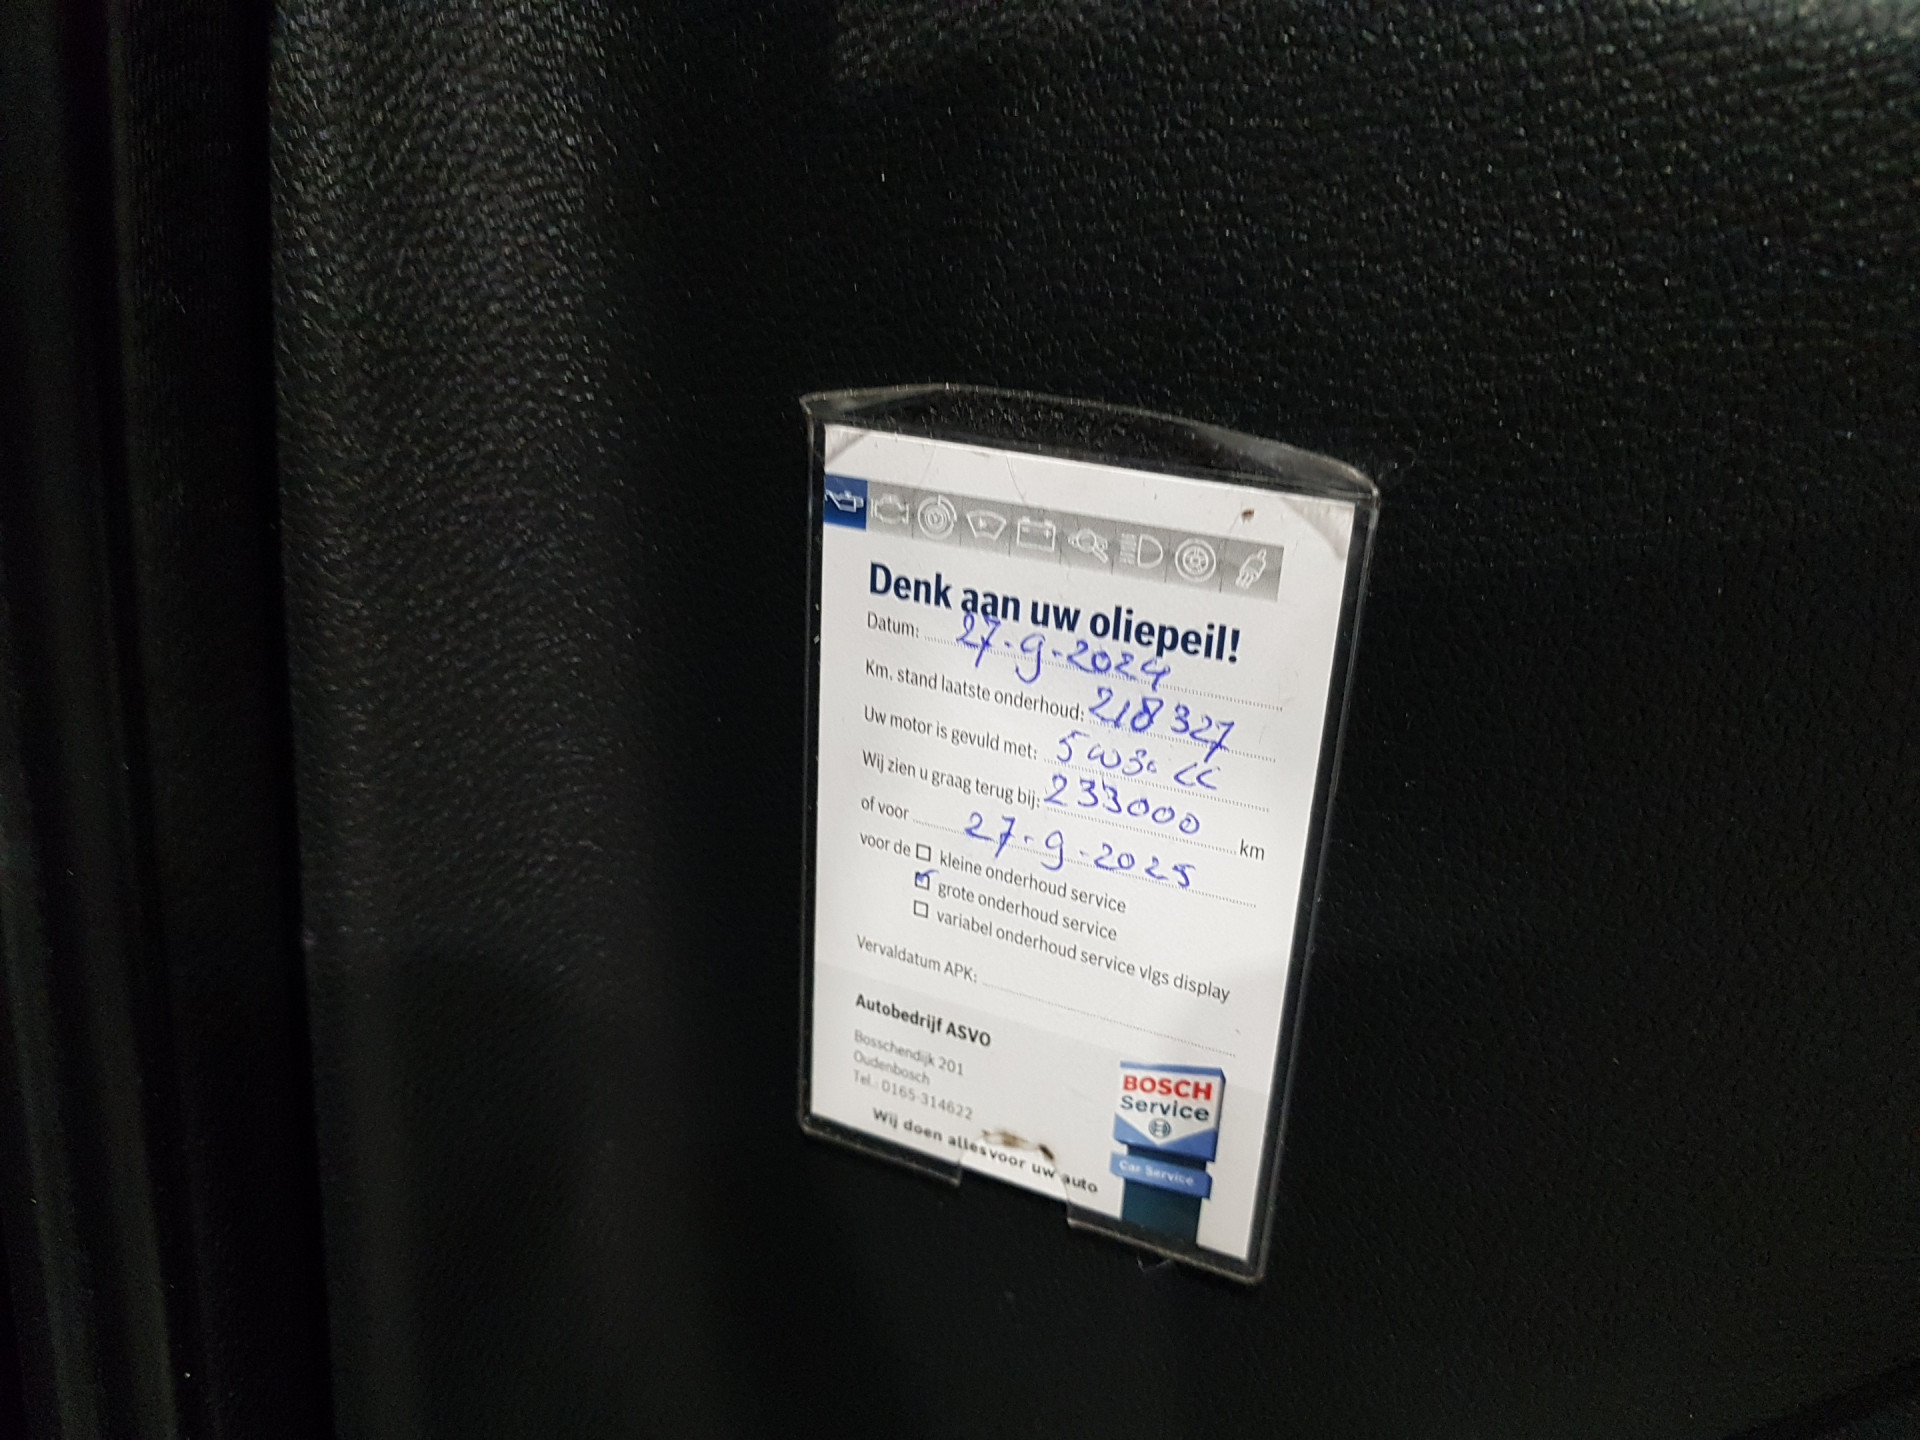 Denk aan uw oliepeil!
Datum: 27-9-2024
Km. stand laatste onderhoud: 218327
Uw motor is gevuld met: 5W30 LL
Wij zien u graag terug bij: 233000 km
of voor 27-9-2025
voor de ☐ kleine onderhoud service
☑ grote onderhoud service
☐ variabel onderhoud service vlgs display
Vervaldatum APK:
Autobedrijf ASVO
Bosschendijk 201
Oudenbosch
Tel.: 0165-314622
Wij doen alles voor uw auto
BOSCH
Service
Car Service